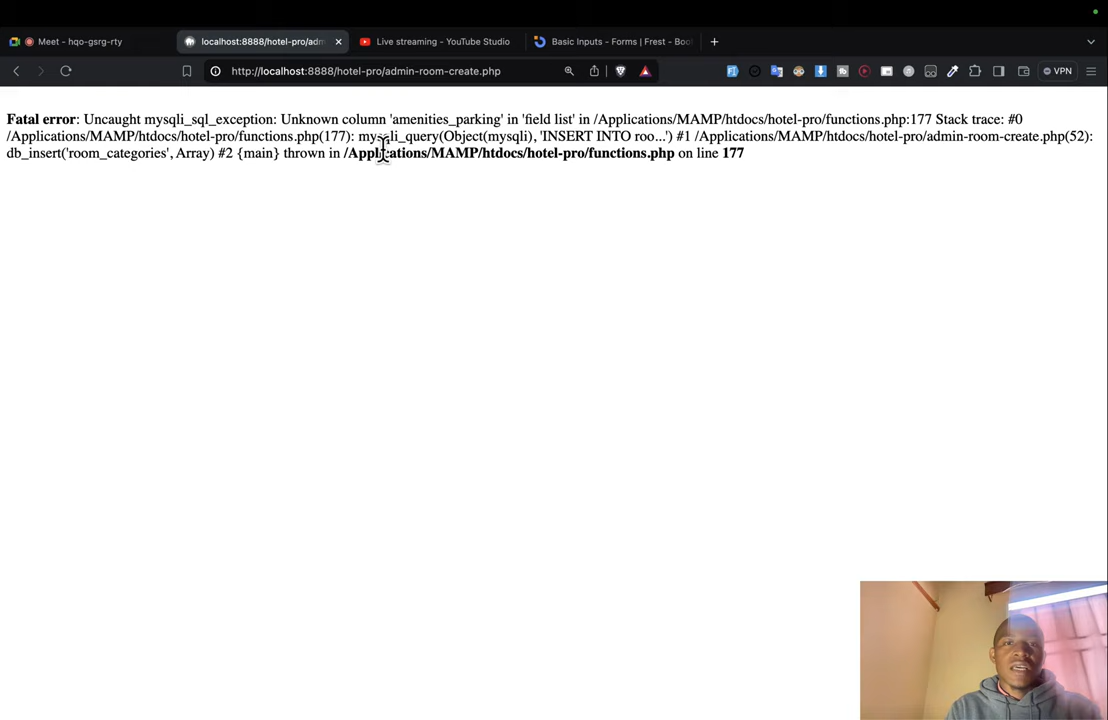 Meet - hqo-gsrg-rty
localhost:8888/hotel-pro/adm
Live streaming - YouTube Studio
Basic Inputs - Forms | Frest - Boo
http://localhost:8888/hotel-pro/admin-room-create.php
VPN
Fatal error: Uncaught mysqli_sql_exception: Unknown column 'amenities_parking' in 'field list' in /Applications/MAMP/htdocs/hotel-pro/functions.php:177 Stack trace: #0
/Applications/MAMP/htdocs/hotel-pro/functions.php(177): mysqli_query(Object(mysqli), 'INSERT INTO roo...') #1 /Applications/MAMP/htdocs/hotel-pro/admin-room-create.php(52):
db_insert('room_categories', Array) #2 {main} thrown in /Applications/MAMP/htdocs/hotel-pro/functions.php on line 177